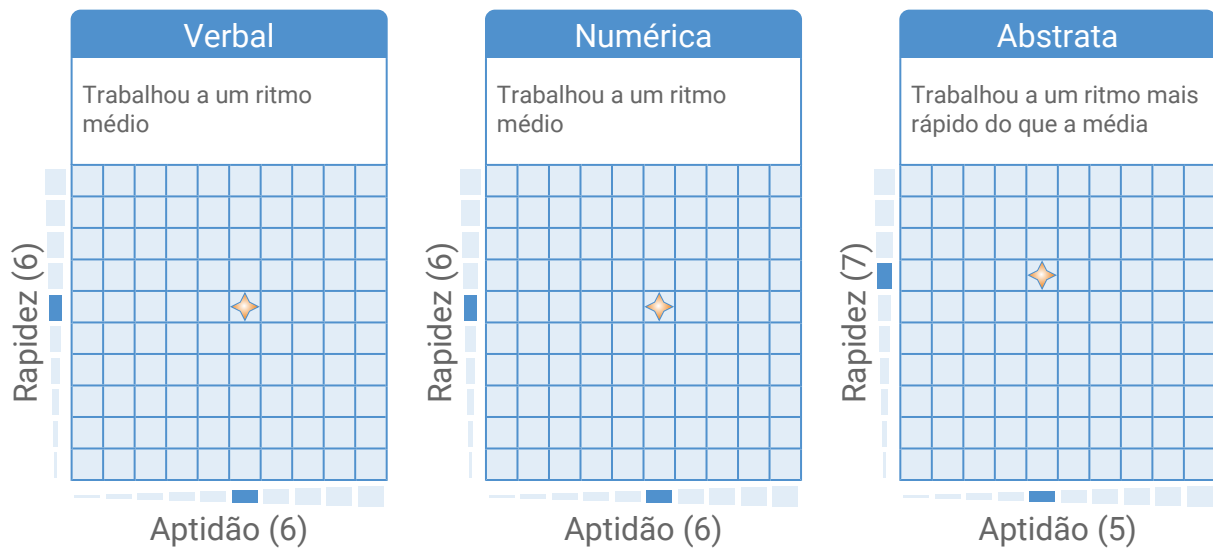 Verbal
Trabalhou a um ritmo
médio
Rapidez (6)
Aptidão (6)
Numérica
Trabalhou a um ritmo
médio
Rapidez (6)
Aptidão (6)
Abstrata
Trabalhou a um ritmo mais
rápido do que a média
Rapidez (7)
Aptidão (5)